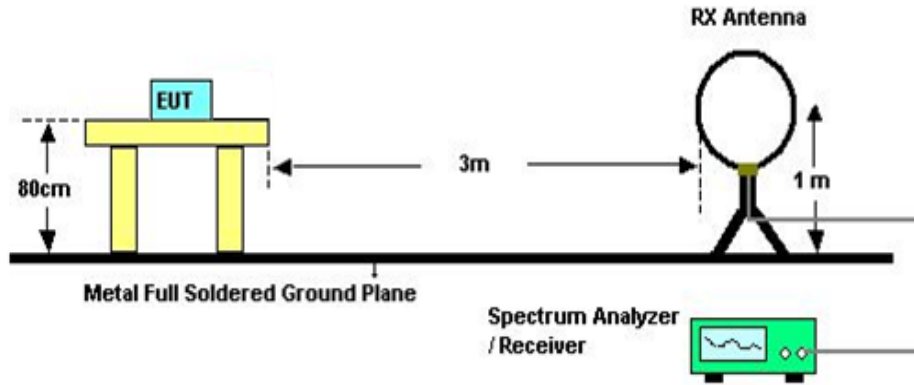 RX Antenna
EUT
80cm
3m
1 m
Metal Full Soldered Ground Plane
Spectrum Analyzer
/ Receiver